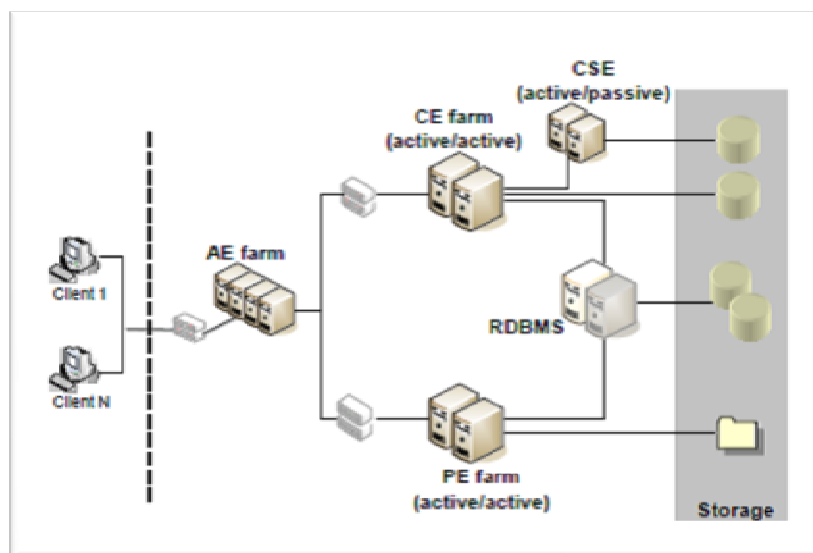 CSE
(active/passive)
CE farm
(active/active)
AE farm
Client 1
RDBMS
Client N
PE farm
(active/active)
Storage